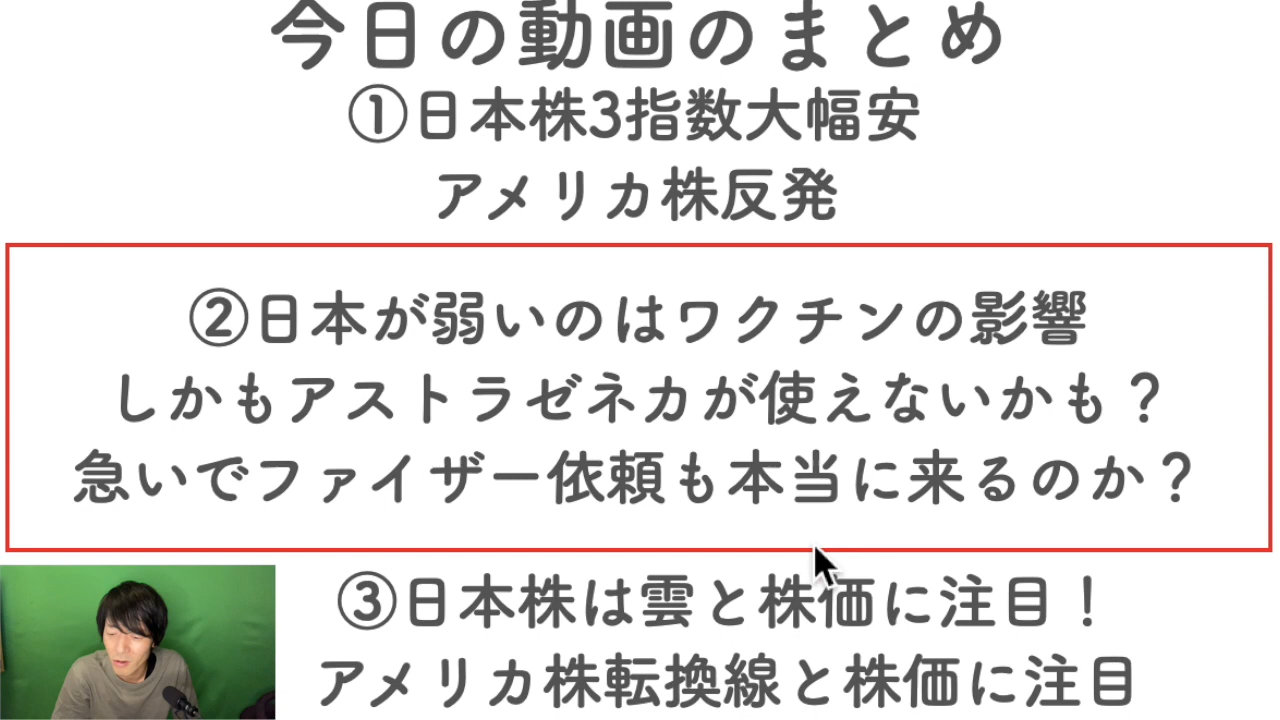 今日の動画のまとめ
①日本株3指数大幅安
アメリカ株反発
②日本が弱いのはワクチンの影響
しかもアストラゼネカが使えないかも？
急いでファイザー依頼も本当に来るのか？
③日本株は雲と株価に注目！
アメリカ株転換線と株価に注目